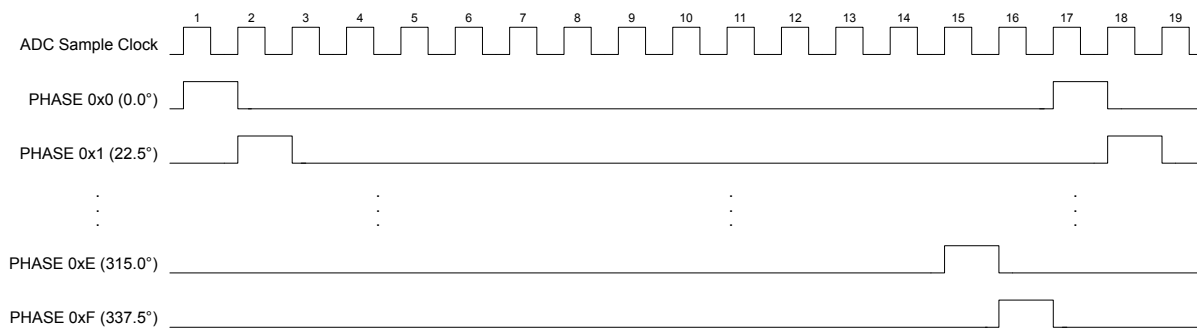 1 2 3 4 5 6 7 8 9 10 11 12 13 14 15 16 17 18 19
ADC Sample Clock
PHASE 0x0 (0.0°)
PHASE 0x1 (22.5°)
PHASE 0xE (315.0°)
PHASE 0xF (337.5°)